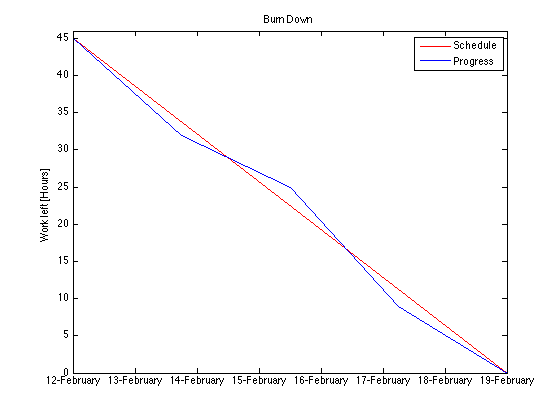 Burn Down
Schedule
Progress
Work left [Hours]
45
40
35
30
25
20
15
10
5
0
12-February 13-February 14-February 15-February 16-February 17-February 18-February 19-February